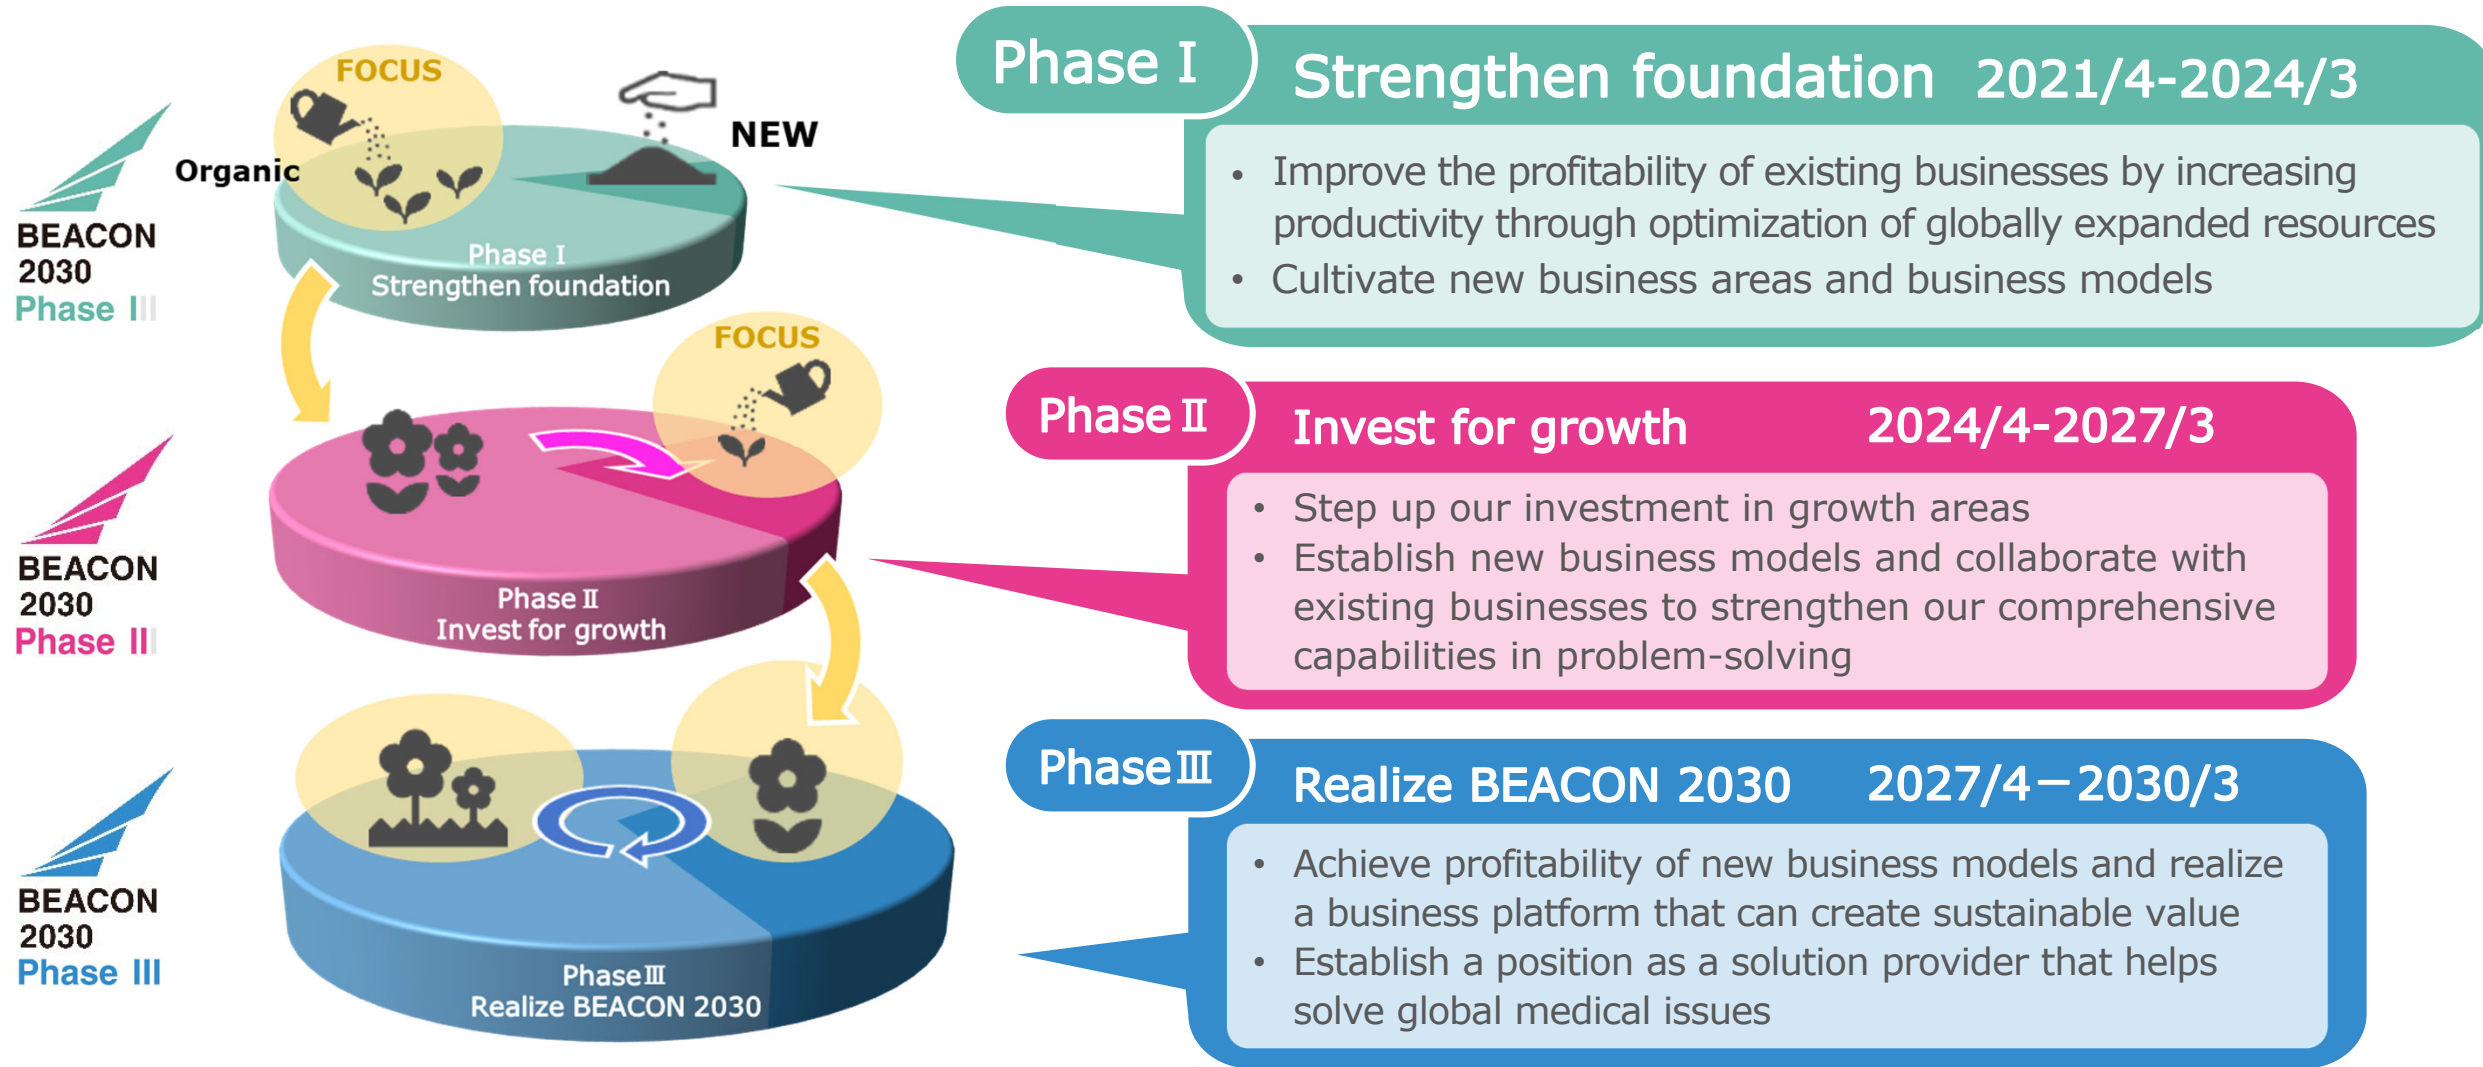 FOCUS
NEW
Organic
Phase Ⅰ
Strengthen foundation
BEACON
2030
Phase III
Phase Ⅰ
Strengthen foundation 2021/4-2024/3
• Improve the profitability of existing businesses by increasing
productivity through optimization of globally expanded resources
• Cultivate new business areas and business models
FOCUS
Phase Ⅱ
Invest for growth
BEACON
2030
Phase III
Phase Ⅱ
Invest for growth 2024/4-2027/3
• Step up our investment in growth areas
• Establish new business models and collaborate with
existing businesses to strengthen our comprehensive
capabilities in problem-solving
Phase Ⅲ
Realize BEACON 2030
BEACON
2030
Phase III
Phase Ⅲ
Realize BEACON 2030 2027/4－2030/3
• Achieve profitability of new business models and realize
a business platform that can create sustainable value
• Establish a position as a solution provider that helps
solve global medical issues